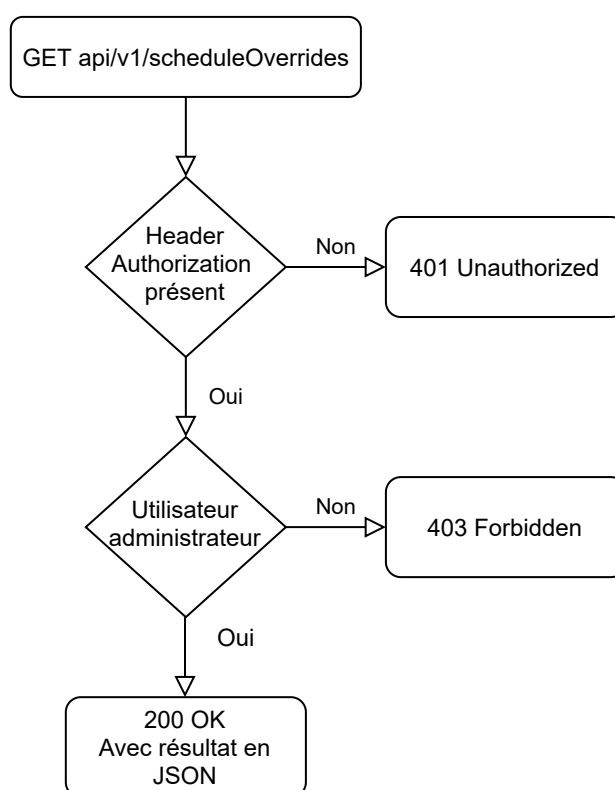 GET api/v1/scheduleOverrides
Header
Authorization
présent
Non
401 Unauthorized
Oui
Utilisateur
administrateur
Non
403 Forbidden
Oui
200 OK
Avec résultat en
JSON